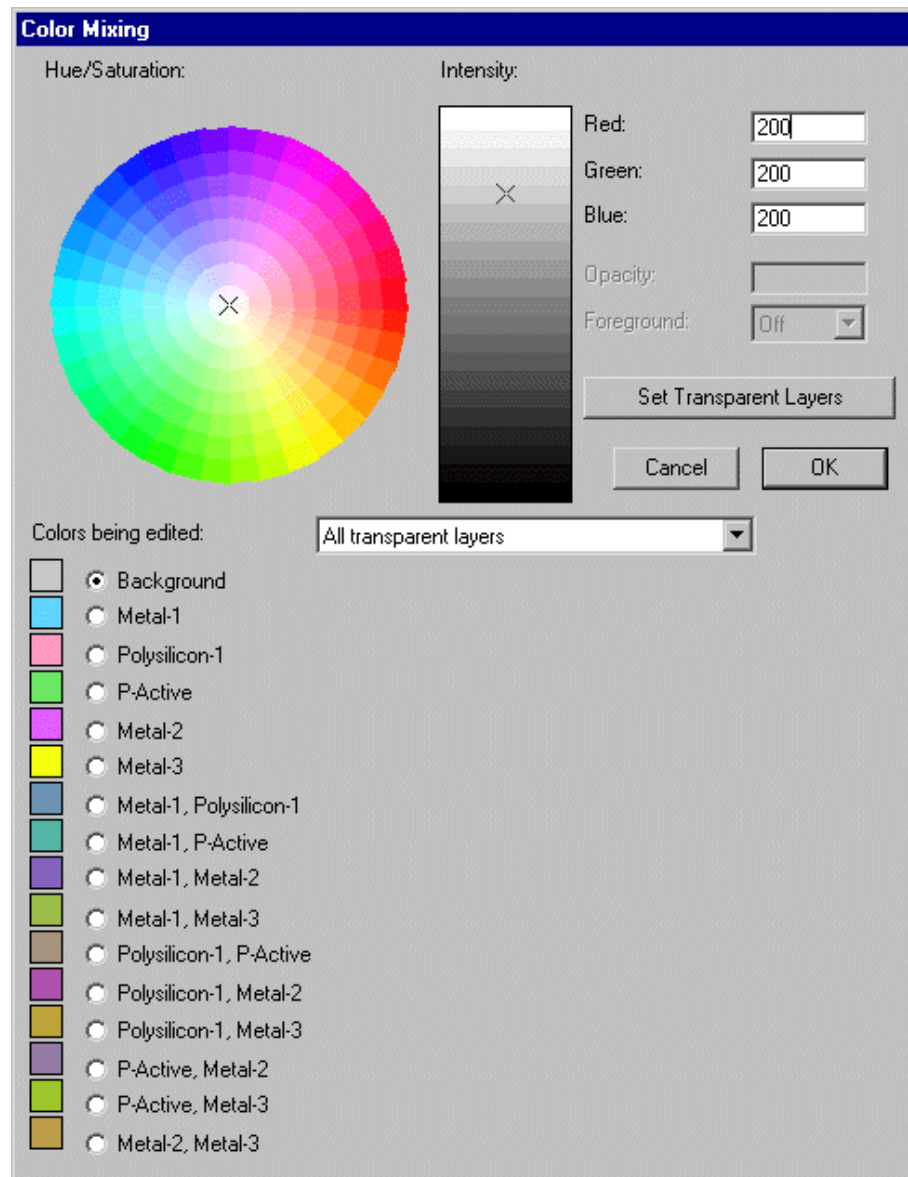 Color Mixing
Hue/Saturation:
Intensity:
Red: 200
Green: 200
Blue: 200
Opacity:
Foreground: Off
Set Transparent Layers
Cancel OK
Colors being edited: All transparent layers
Background
Metal-1
Polysilicon-1
P-Active
Metal-2
Metal-3
Metal-1, Polysilicon-1
Metal-1, P-Active
Metal-1, Metal-2
Metal-1, Metal-3
Polysilicon-1, P-Active
Polysilicon-1, Metal-2
Polysilicon-1, Metal-3
P-Active, Metal-2
P-Active, Metal-3
Metal-2, Metal-3